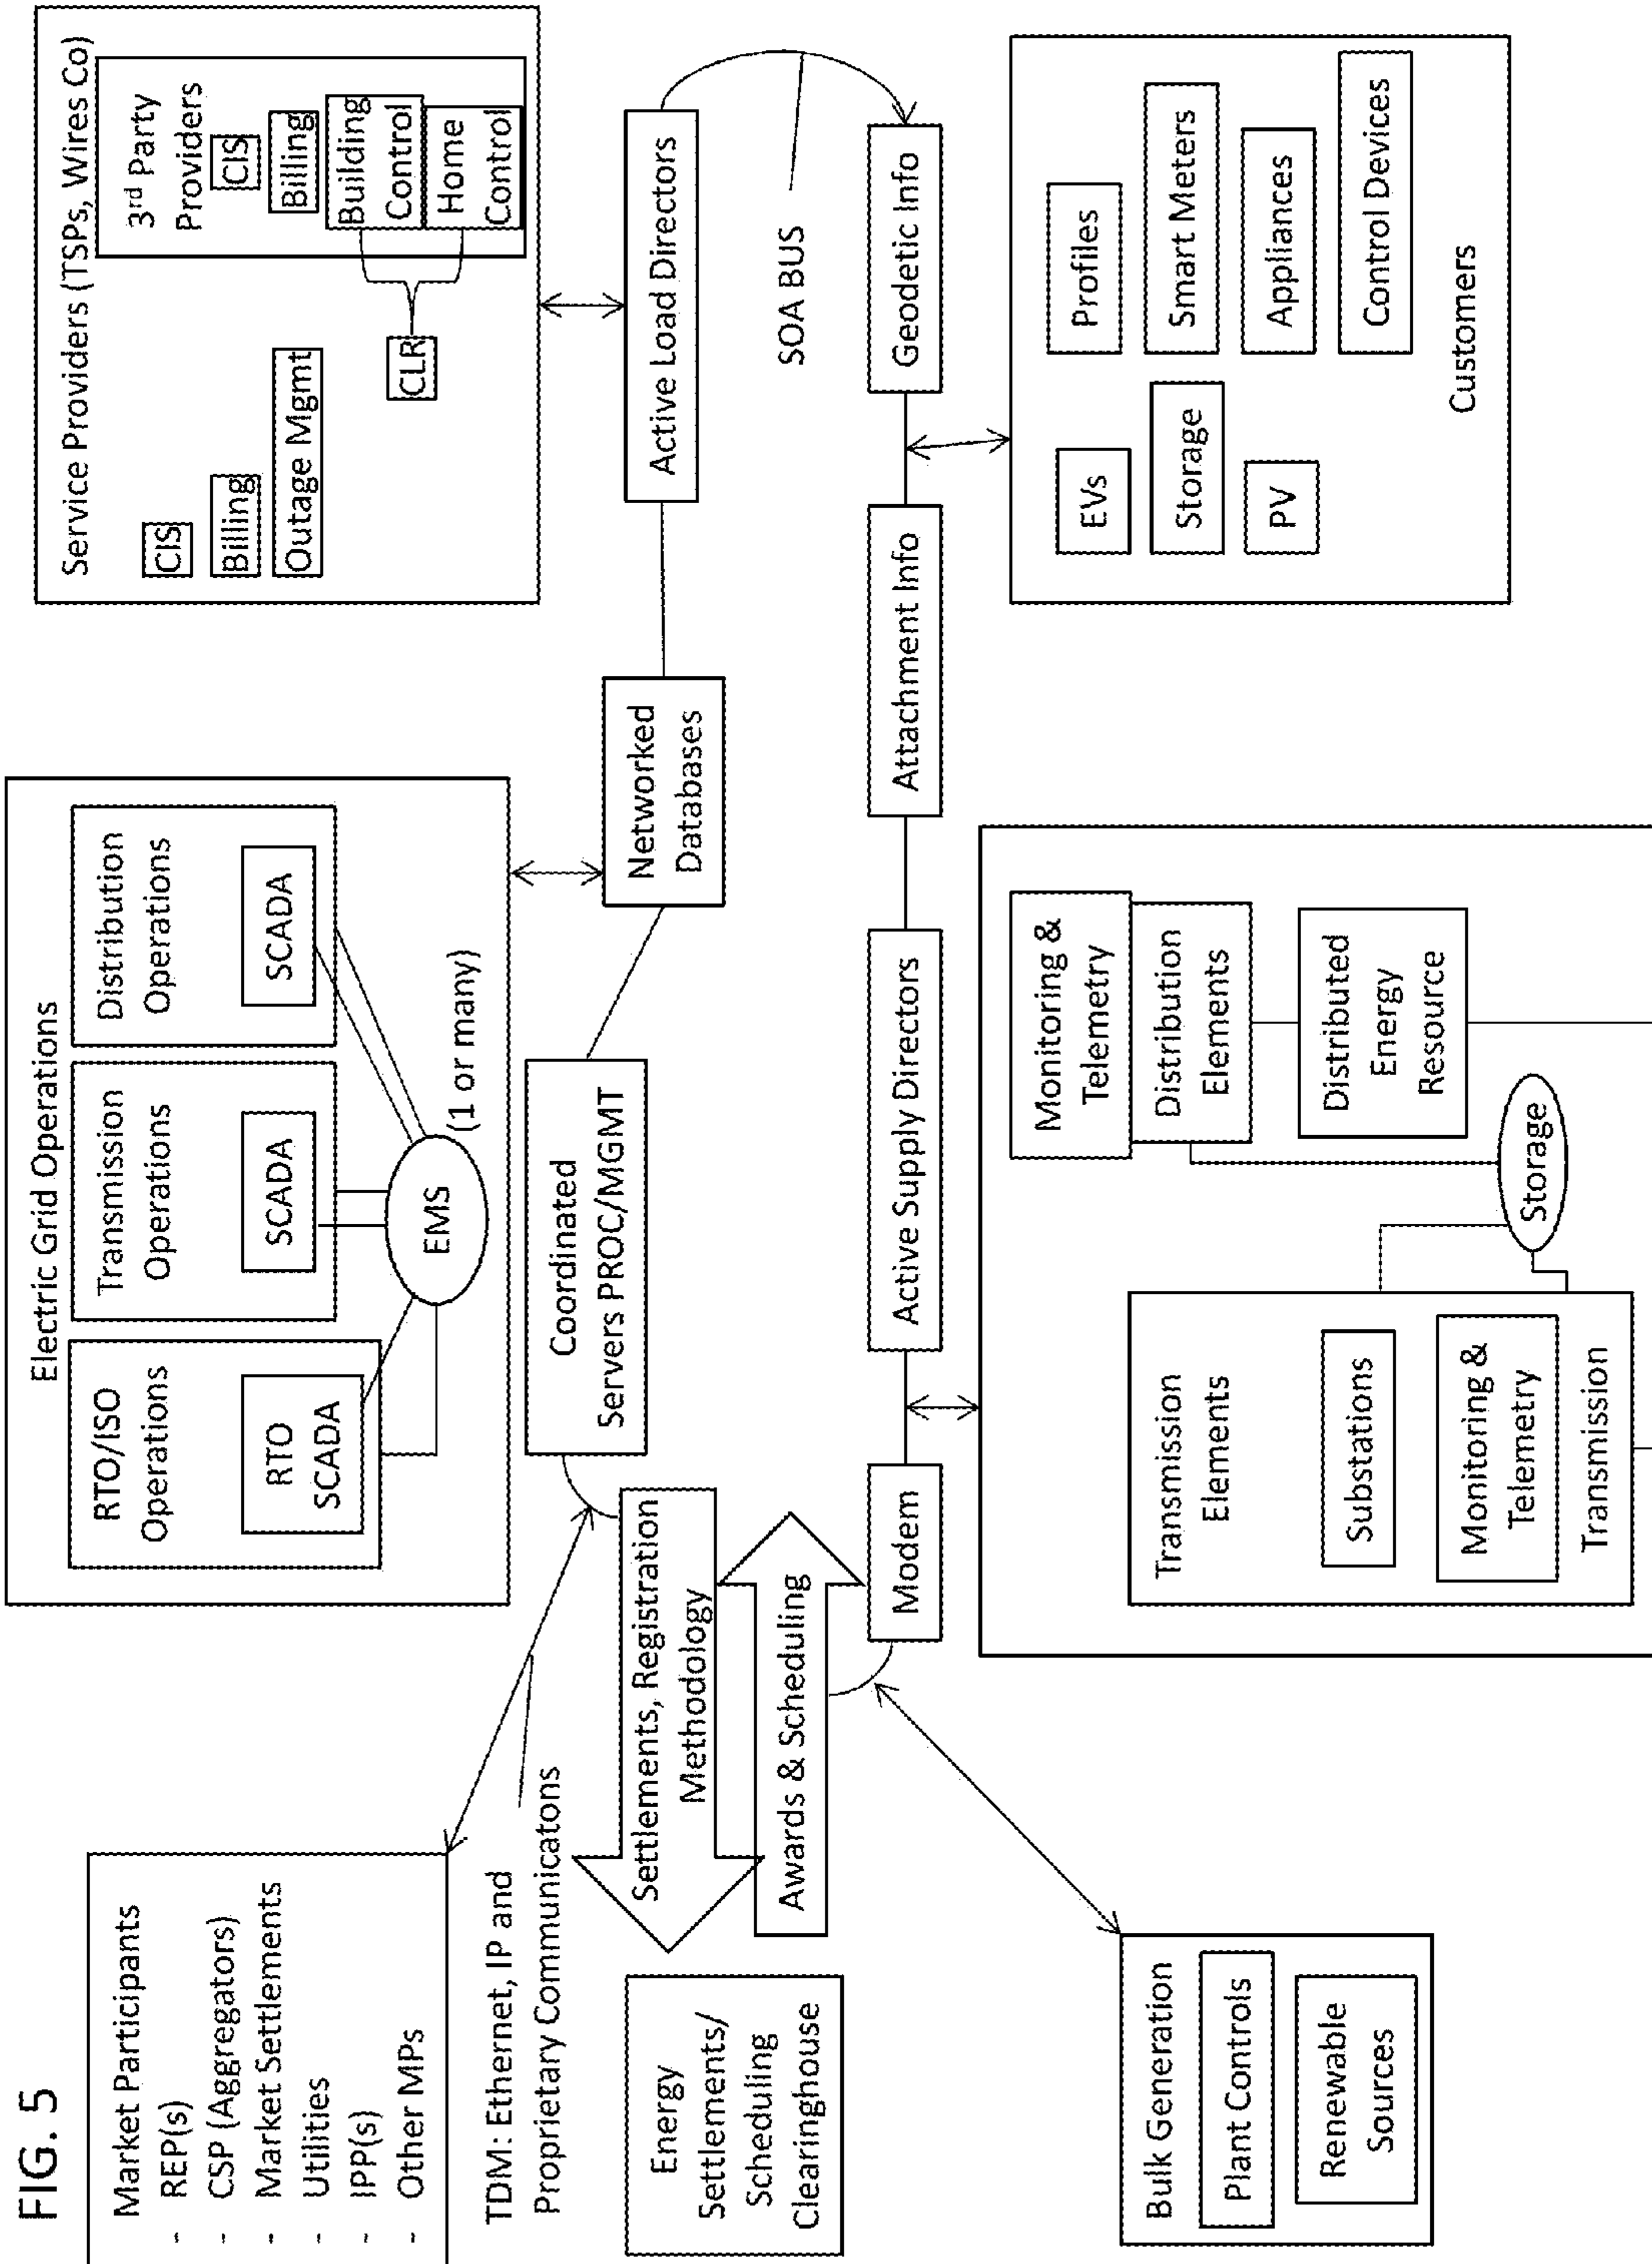 FIG. 5
Market Participants
- REP(s)
- CSP (Aggregators)
- Market Settlements
- Utilities
- IPP(s)
- Other MPs
TDM: Ethernet, IP and
Proprietary Communicatons
Energy
Settlements/
Scheduling
Clearinghouse
Bulk Generation
Plant Controls
Renewable
Sources
Settlements, Registration
Methodology
Awards & Scheduling
Electric Grid Operations
RTO/ISO
Operations
RTO
SCADA
Transmission
Operations
SCADA
Distribution
Operations
SCADA
EMS
(1 or many)
Coordinated
Servers PROC/MGMT
Networked
Databases
Active Load Directors
SOA BUS
Modem
Active Supply Directors
Attachment Info
Geodetic Info
Transmission
Elements
Substations
Monitoring &
Telemetry
Transmission
Monitoring &
Telemetry
Distribution
Elements
Distributed
Energy
Resource
Storage
Service Providers (TSPs, Wires Co)
CIS
Billing
Outage Mgmt
CLR
3rd Party
Providers
CIS
Billing
Building
Control
Home
Control
EVs
Storage
PV
Profiles
Smart Meters
Appliances
Control Devices
Customers